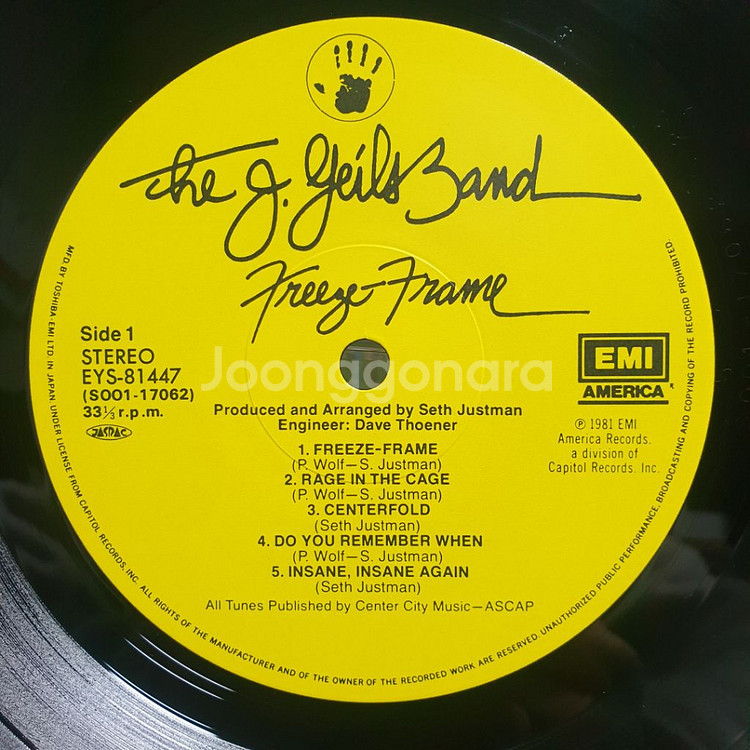 The J. Geils Band
Freeze-Frame
Side 1
STEREO
EYS-81447
(SO01-17062)
33⅓ r.p.m.
JASRAC
EMI
AMERICA
Joonggonara
Produced and Arranged by Seth Justman
Engineer: Dave Thoener
℗ 1981 EMI
America Records.
a division of
Capitol Records. Inc.
1. FREEZE-FRAME
(P. Wolf—S. Justman)
2. RAGE IN THE CAGE
(P. Wolf—S. Justman)
3. CENTERFOLD
(Seth Justman)
4. DO YOU REMEMBER WHEN
(P. Wolf—S. Justman)
5. INSANE, INSANE AGAIN
(Seth Justman)
All Tunes Published by Center City Music—ASCAP
MFD. BY TOSHIBA-EMI LTD. IN JAPAN. UNDER LICENSE FROM CAPITOL RECORDS, INC. ALL RIGHTS OF THE MANUFACTURER AND OF THE OWNER OF THE RECORDED WORK ARE RESERVED. UNAUTHORIZED PUBLIC PERFORMANCE, BROADCASTING AND COPYING OF THE RECORD PROHIBITED.